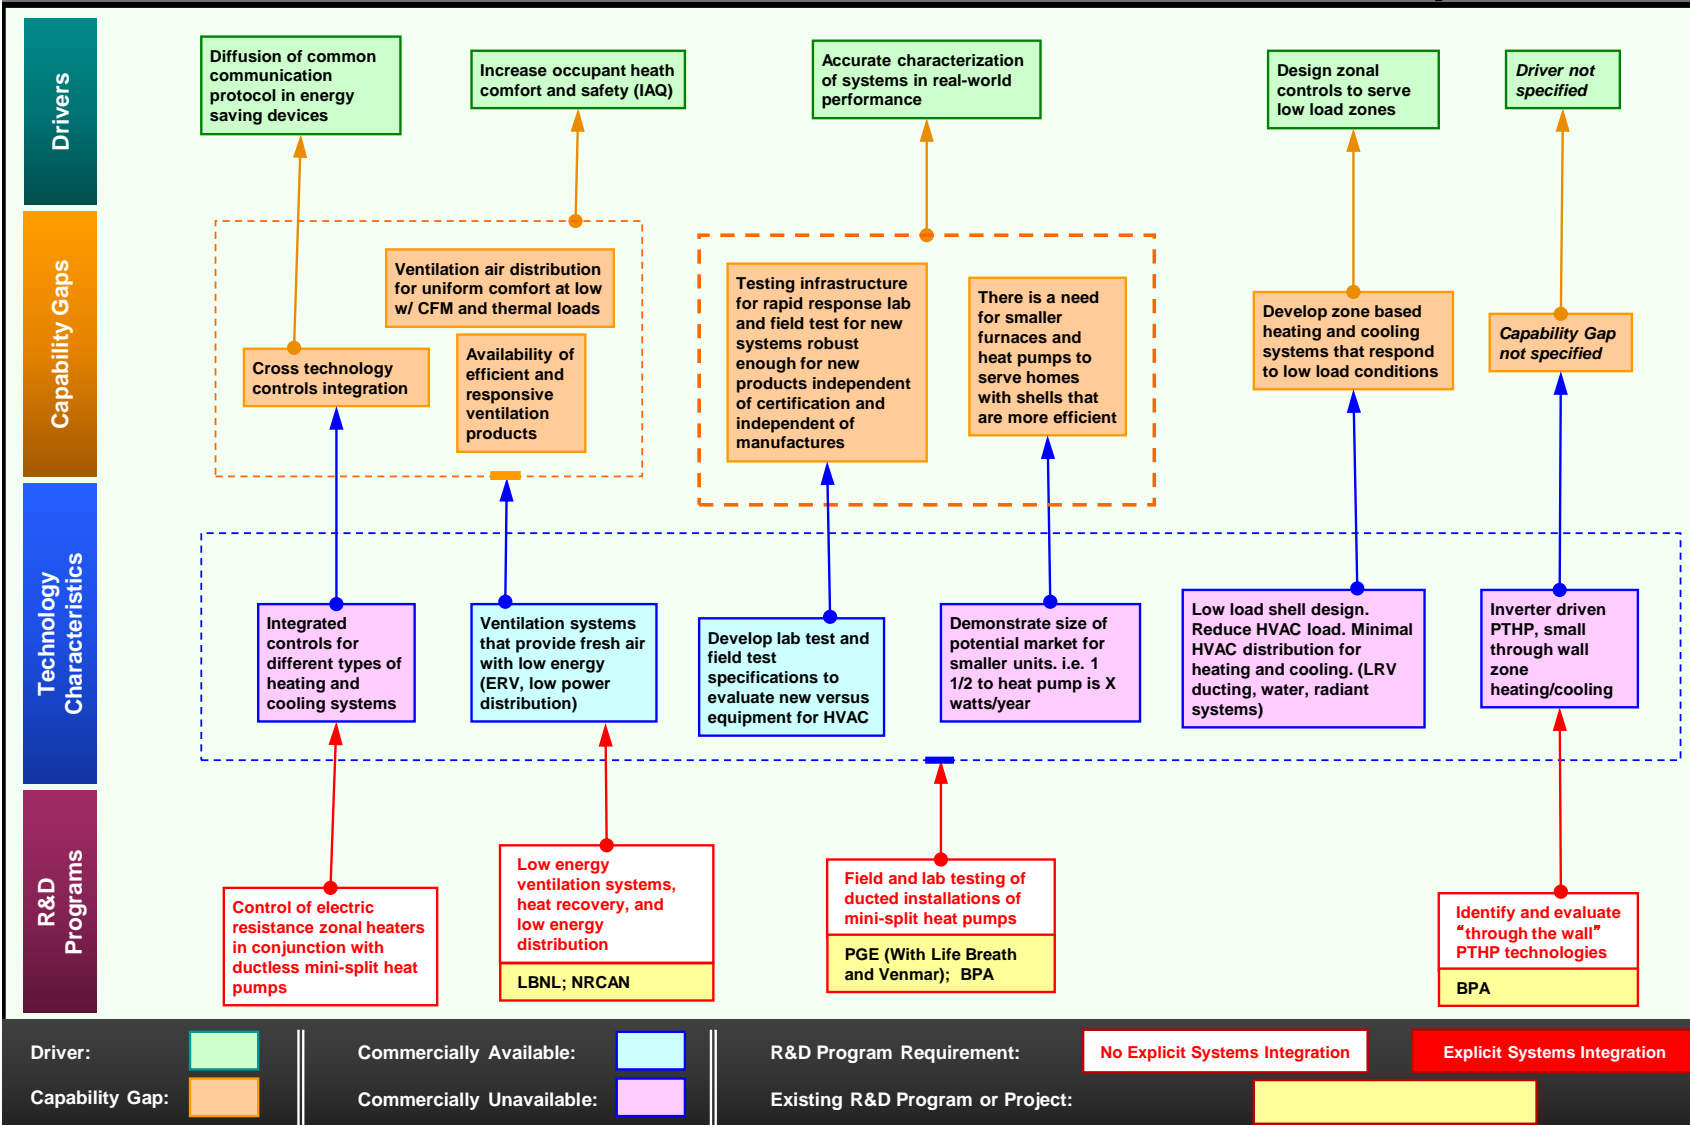 Drivers
Diffusion of common
communication
protocol in energy
saving devices
Increase occupant heath
comfort and safety (IAQ)
Accurate characterization
of systems in real-world
performance
Design zonal
controls to serve
low load zones
Driver not
specified
Capability Gaps
Ventilation air distribution
for uniform comfort at low
w/ CFM and thermal loads
Cross technology
controls integration
Availability of
efficient and
responsive
ventilation
products
Testing infrastructure
for rapid response lab
and field test for new
systems robust
enough for new
products independent
of certification and
independent of
manufactures
There is a need
for smaller
furnaces and
heat pumps to
serve homes
with shells that
are more efficient
Develop zone based
heating and cooling
systems that respond
to low load conditions
Capability Gap
not specified
Technology
Characteristics
Integrated
controls for
different types of
heating and
cooling systems
Ventilation systems
that provide fresh air
with low energy
(ERV, low power
distribution)
Develop lab test and
field test
specifications to
evaluate new versus
equipment for HVAC
Demonstrate size of
potential market for
smaller units. i.e. 1
1/2 to heat pump is X
watts/year
Low load shell design.
Reduce HVAC load. Minimal
HVAC distribution for
heating and cooling. (LRV
ducting, water, radiant
systems)
Inverter driven
PTHP, small
through wall
zone
heating/cooling
R&D
Programs
Control of electric
resistance zonal heaters
in conjunction with
ductless mini-split heat
pumps
Low energy
ventilation systems,
heat recovery, and
low energy
distribution
LBNL; NRCAN
Field and lab testing of
ducted installations of
mini-split heat pumps
PGE (With Life Breath
and Venmar);  BPA
Identify and evaluate
“through the wall”
PTHP technologies
BPA
Driver:
Capability Gap:
Commercially Available:
Commercially Unavailable:
R&D Program Requirement:
No Explicit Systems Integration
Explicit Systems Integration
Existing R&D Program or Project: